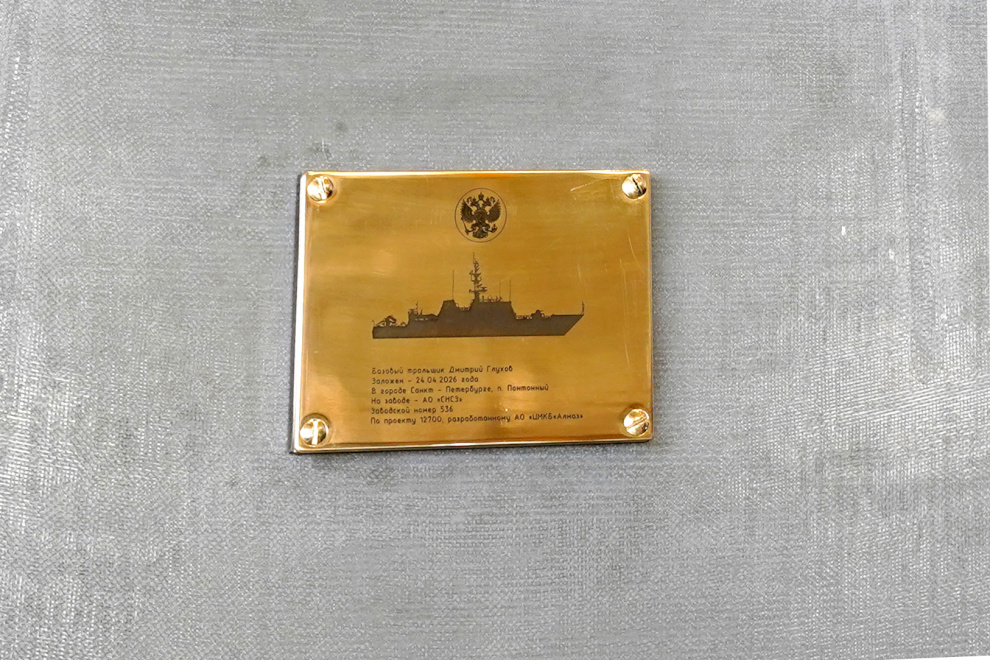 Базовый тральщик Дмитрий Глухов
Заложен - 24.04.2026 года
В городе Санкт - Петербурге, п. Понтонный
На заводе - АО «СНСЗ»
Заводской номер 536
По проекту 12700, разработанному АО «ЦМКБ«Алмаз»